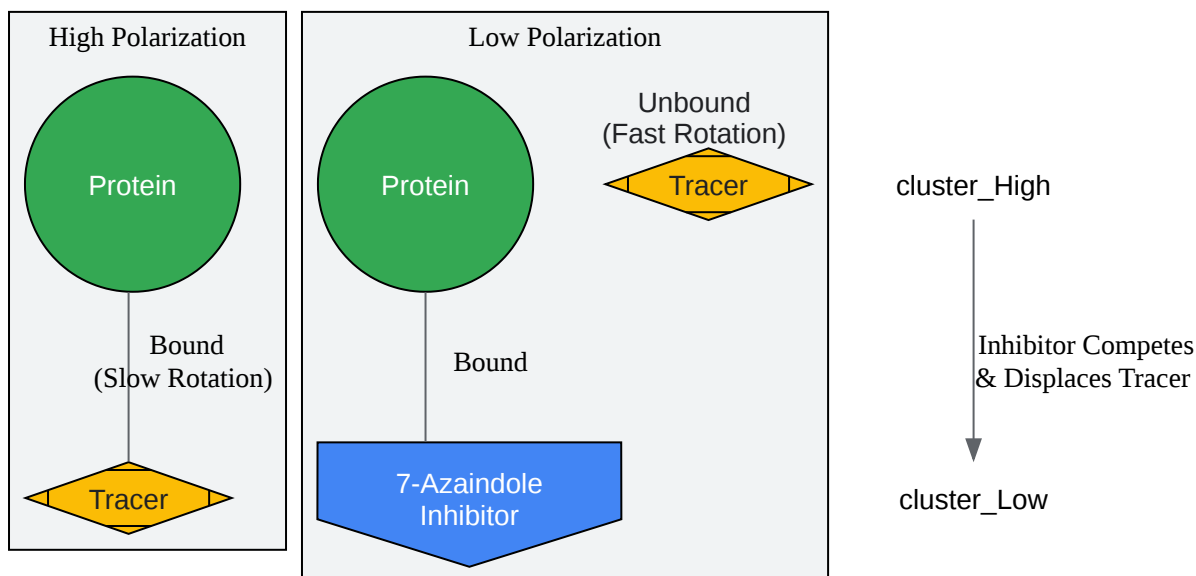 High Polarization
Protein
Bound
(Slow Rotation)
Tracer
Low Polarization
Protein
Unbound
(Fast Rotation)
Tracer
Bound
7-Azaindole
Inhibitor
cluster_High
Inhibitor Competes
& Displaces Tracer
cluster_Low